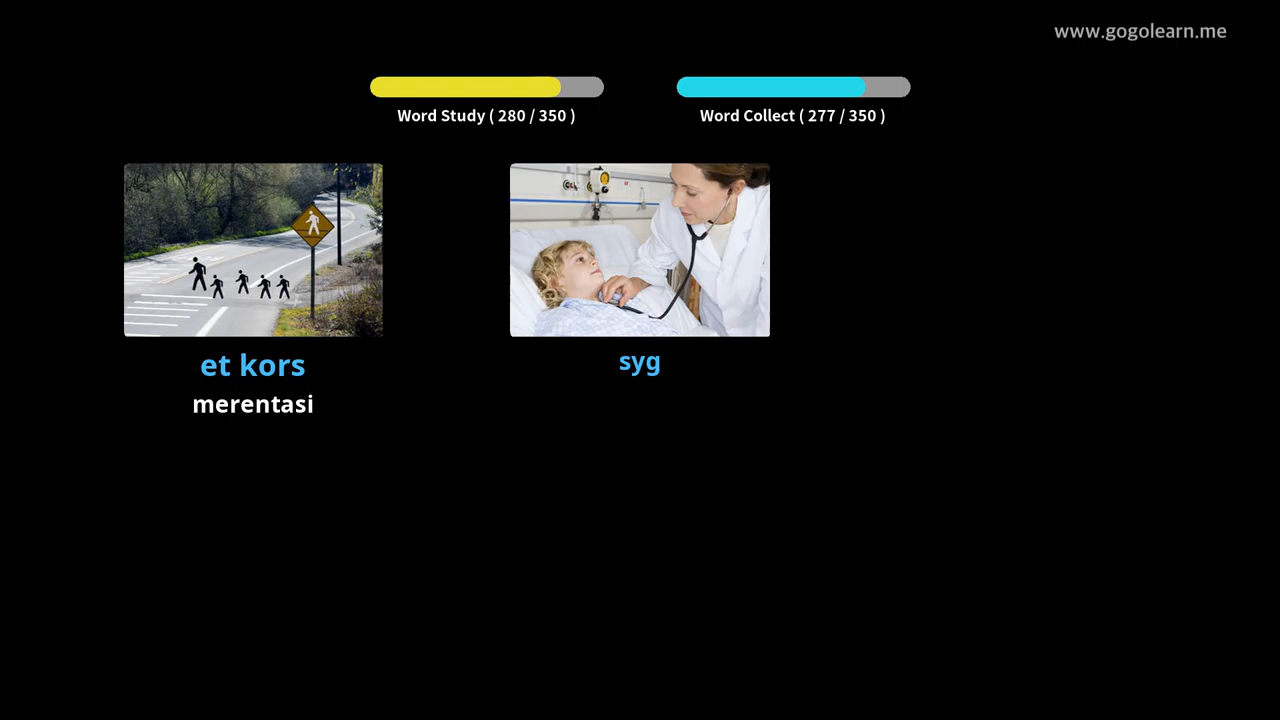 www.gogolearn.me
Word Study ( 280 / 350 )
Word Collect ( 277 / 350 )
et kors
merentasi
syg